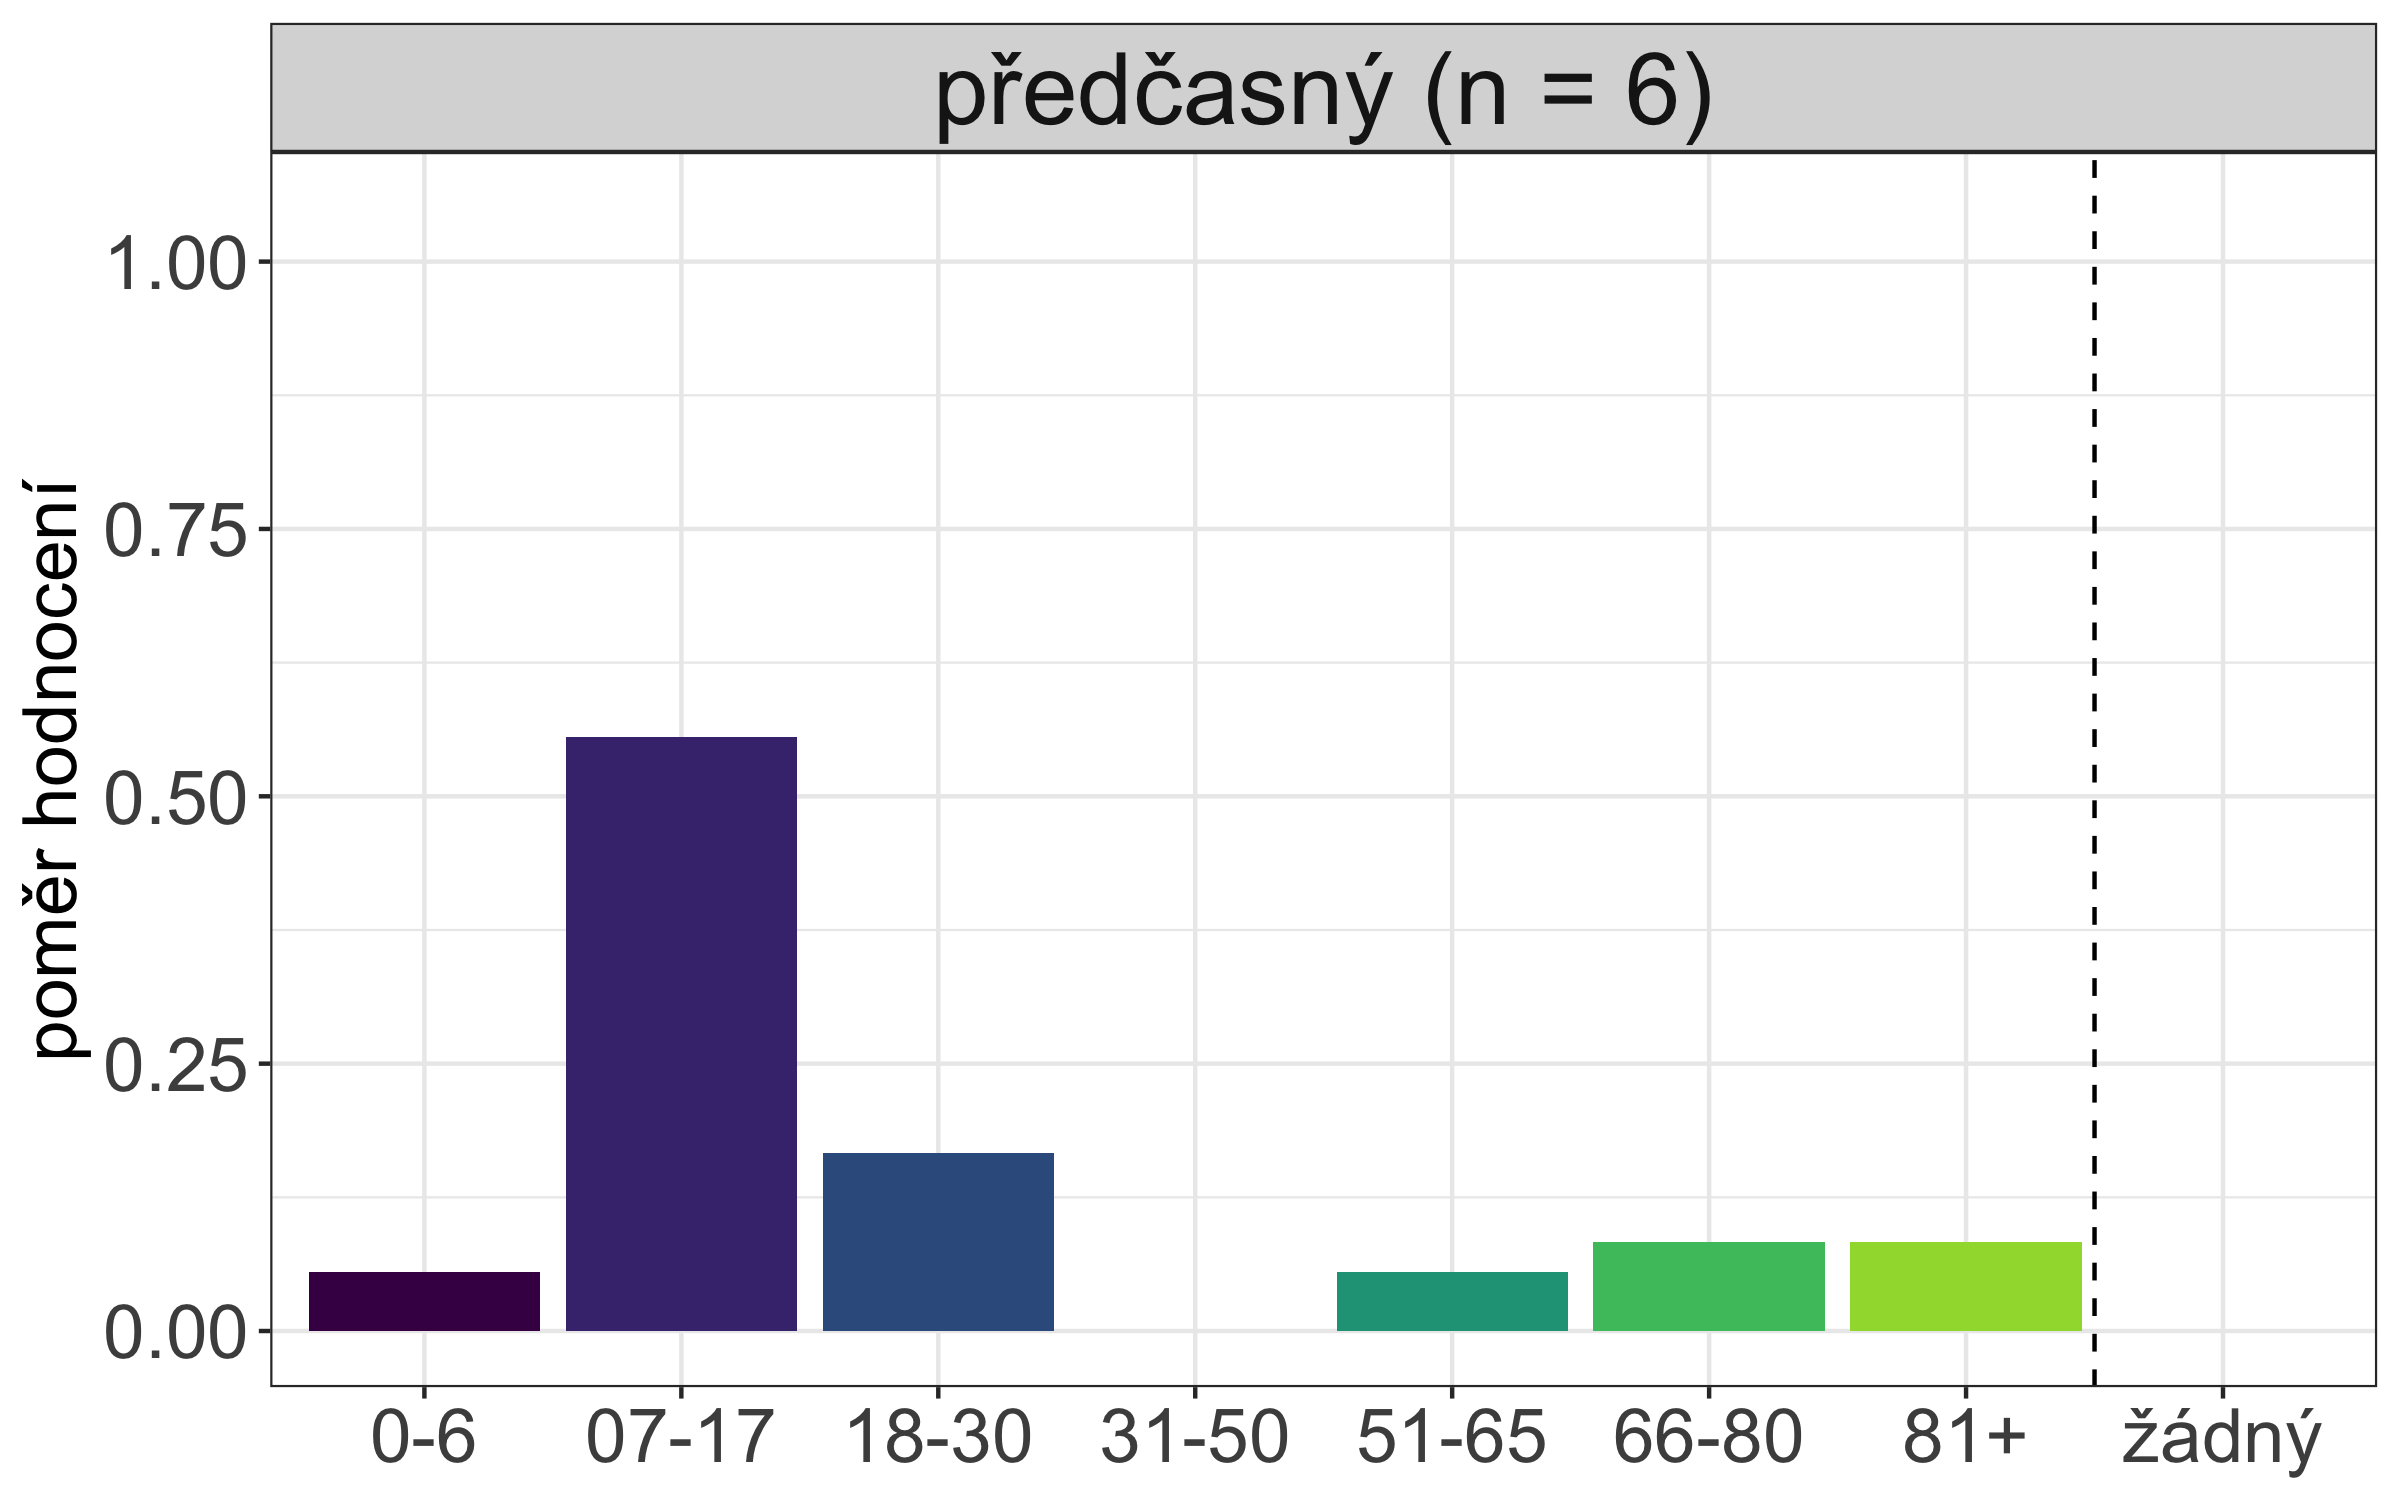 předčasný (n = 6)
poměr hodnocení
1.00
0.75
0.50
0.25
0.00
0-6 07-17 18-30 31-50 51-65 66-80 81+ žádný